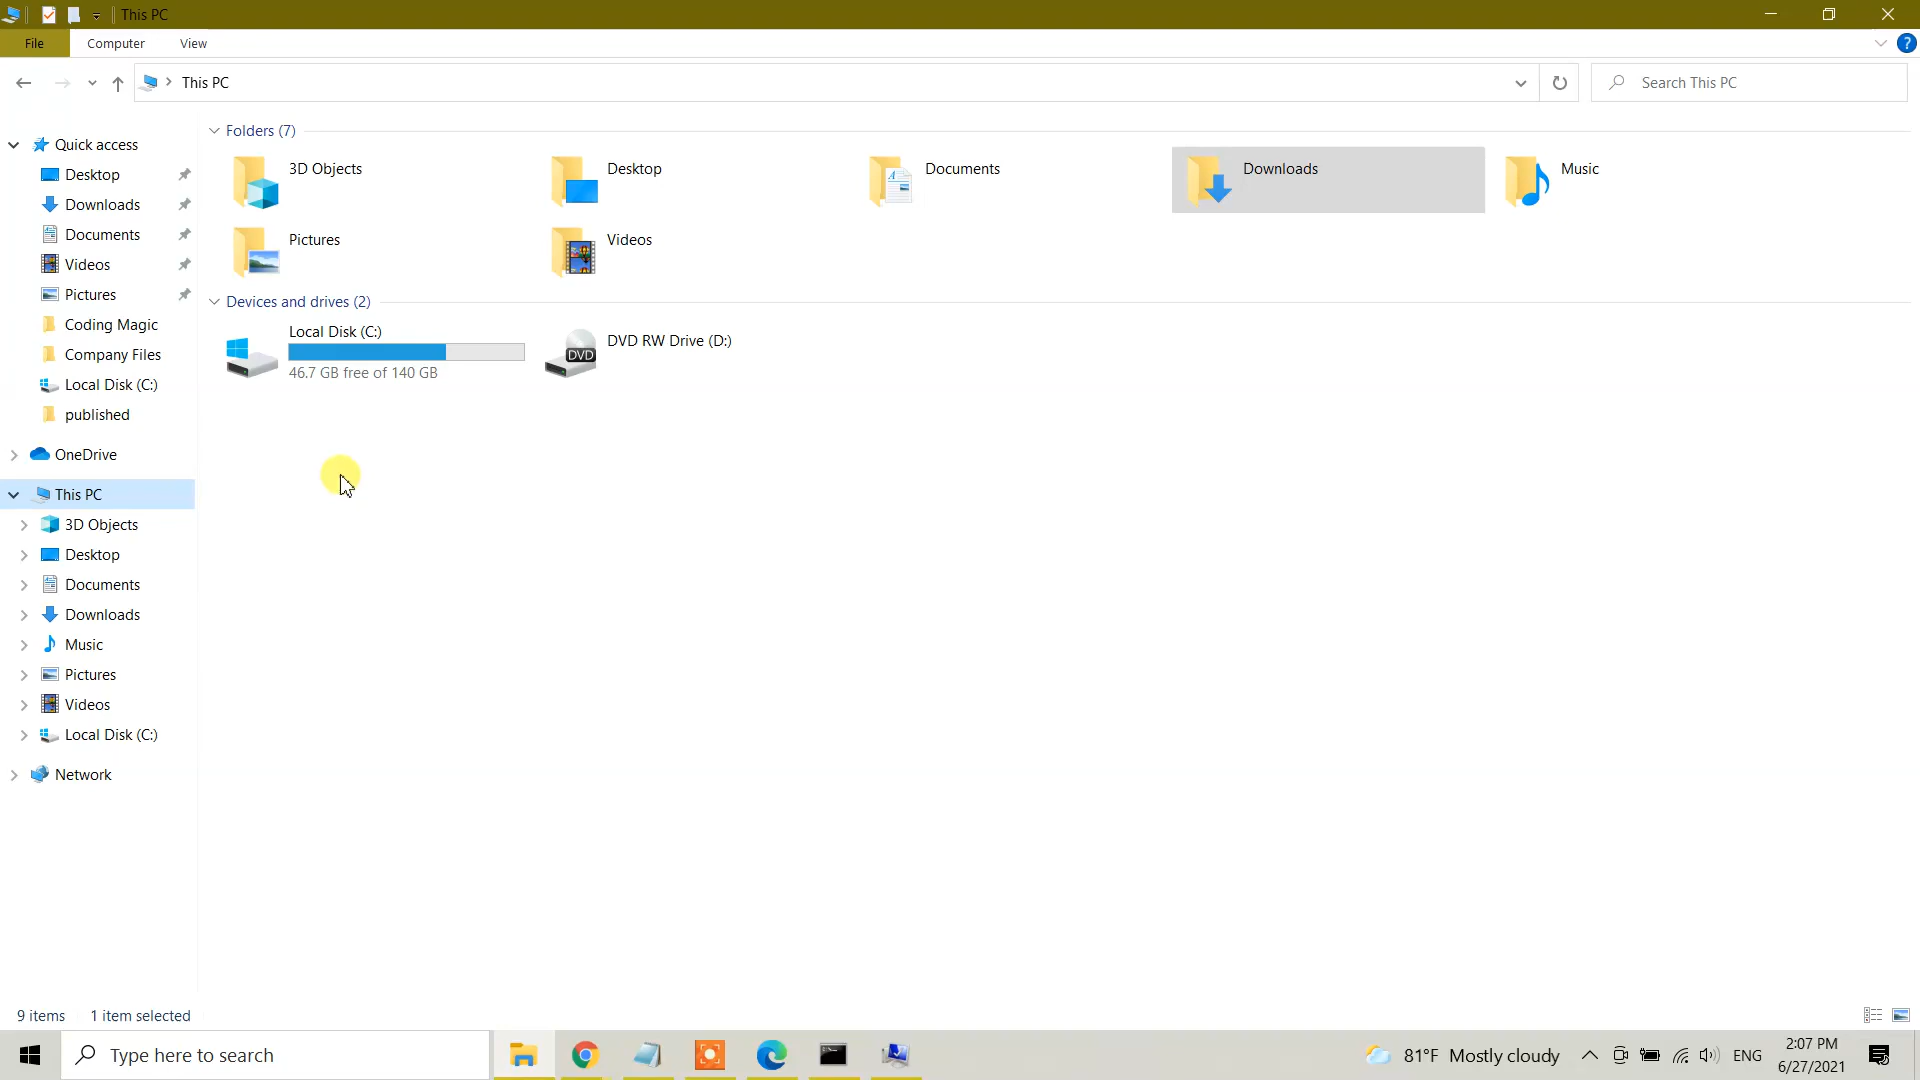 This PC
File Computer View
This PC
Search This PC
Quick access
Desktop
Downloads
Documents
Videos
Pictures
Coding Magic
Company Files
Local Disk (C:)
published
OneDrive
This PC
3D Objects
Desktop
Documents
Downloads
Music
Pictures
Videos
Local Disk (C:)
Network
Folders (7)
3D Objects Desktop Documents Downloads Music
Pictures Videos
Devices and drives (2)
Local Disk (C:)
46.7 GB free of 140 GB
DVD RW Drive (D:)
DVD
9 items 1 item selected
Type here to search
81°F Mostly cloudy
ENG
2:07 PM
6/27/2021